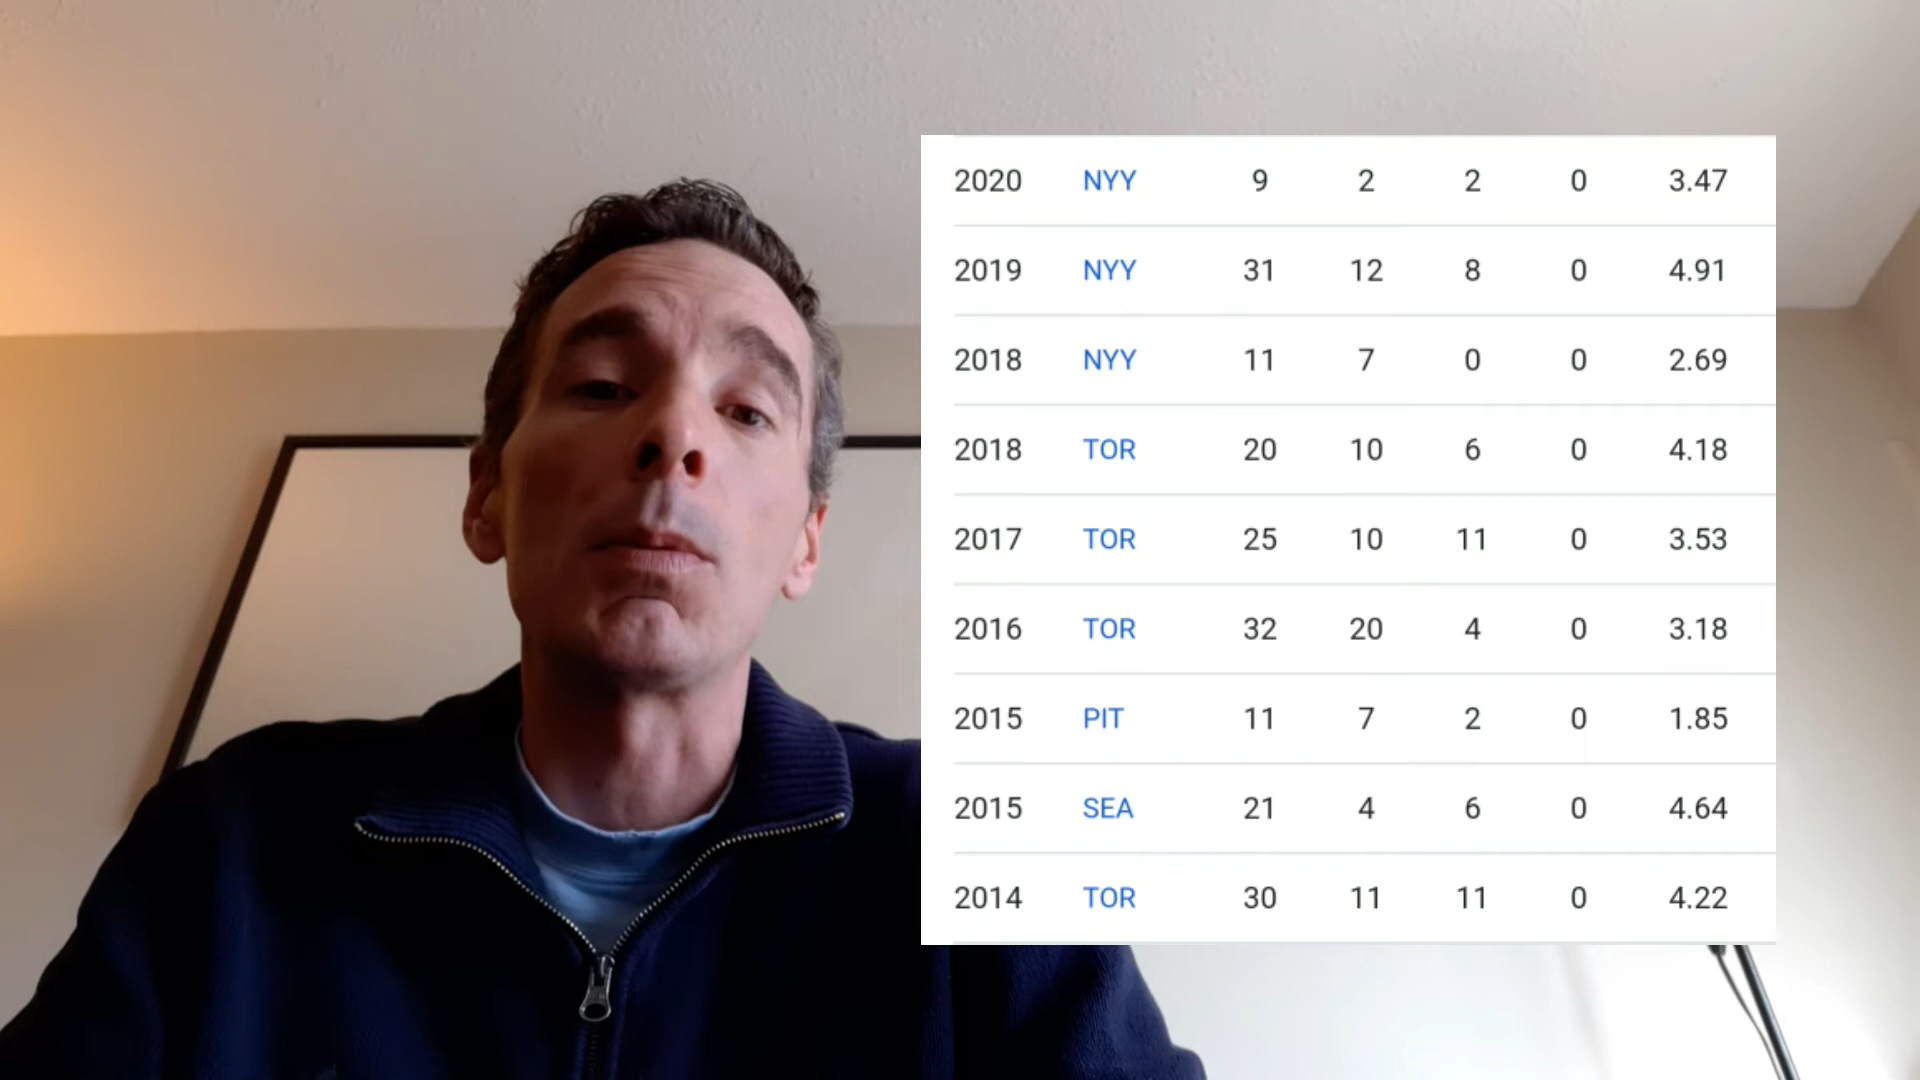 2020 NYY 9 2 2 0 3.47
2019 NYY 31 12 8 0 4.91
2018 NYY 11 7 0 0 2.69
2018 TOR 20 10 6 0 4.18
2017 TOR 25 10 11 0 3.53
2016 TOR 32 20 4 0 3.18
2015 PIT 11 7 2 0 1.85
2015 SEA 21 4 6 0 4.64
2014 TOR 30 11 11 0 4.22